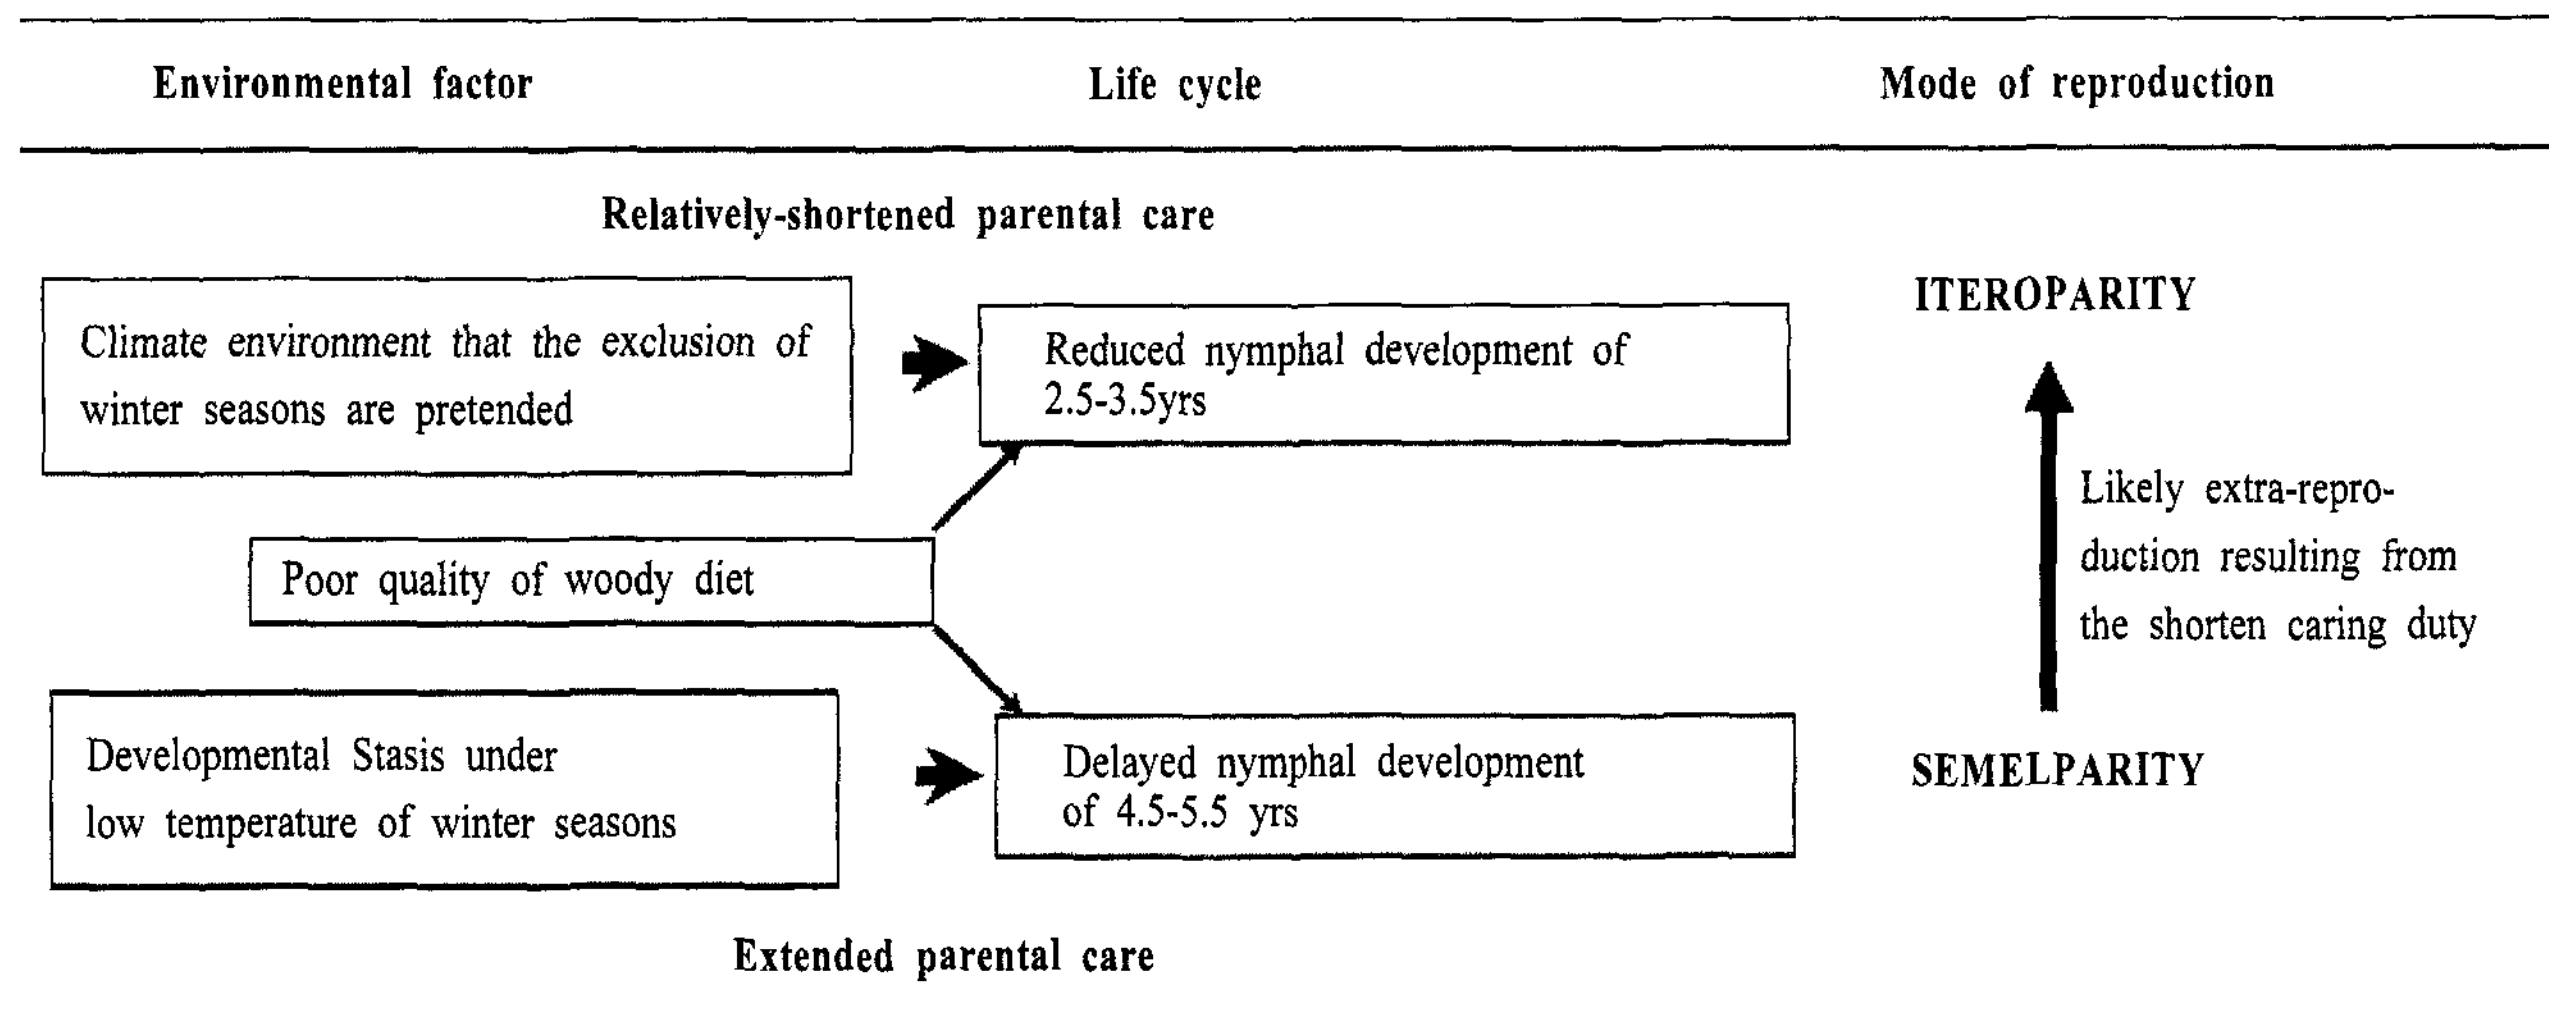 Environmental factor
Life cycle
Mode of reproduction
Relatively-shortened parental care
Climate environment that the exclusion of
winter seasons are pretended
Reduced nymphal development of
2.5-3.5yrs
ITEROPARITY
Poor quality of woody diet
Likely extra-repro-
duction resulting from
the shorten caring duty
Developmental Stasis under
low temperature of winter seasons
Delayed nymphal development
of 4.5-5.5 yrs
SEMELPARITY
Extended parental care